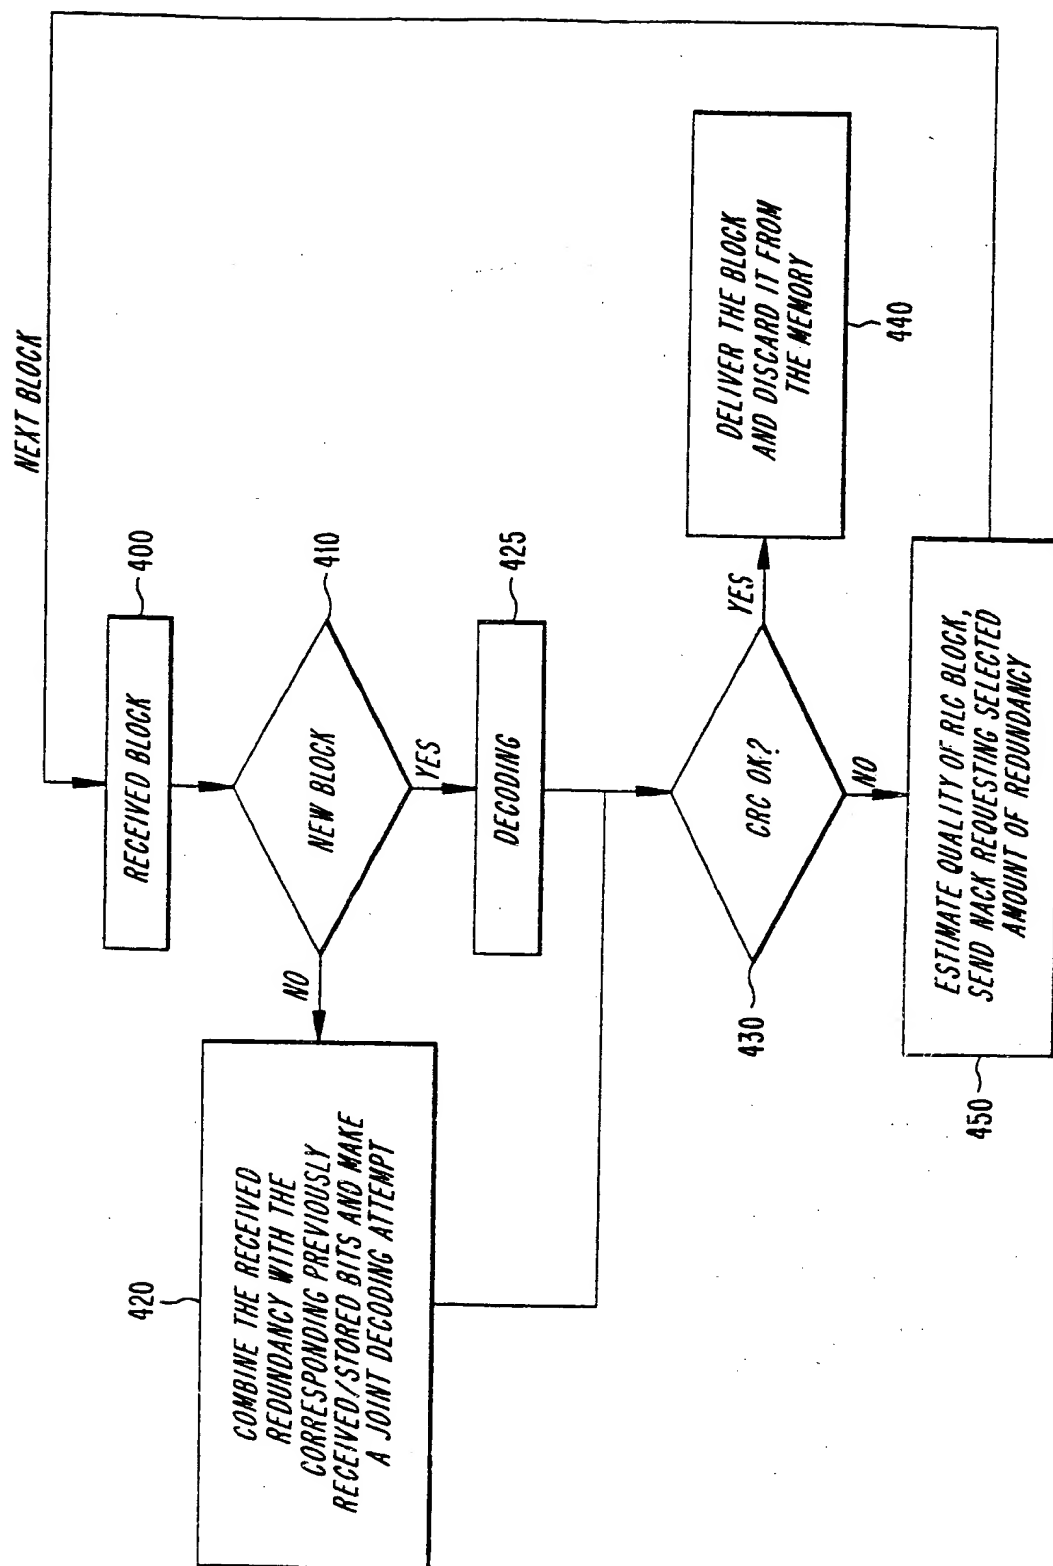 NEXT BLOCK
400
RECEIVED BLOCK
410
NEW BLOCK
NO
YES
420
COMBINE THE RECEIVED
REDUNDANCY WITH THE
CORRESPONDING PREVIOUSLY
RECEIVED/STORED BITS AND MAKE
A JOINT DECODING ATTEMPT
425
DECODING
430
CRC OK?
YES
NO
DELIVER THE BLOCK
AND DISCARD IT FROM
THE MEMORY
440
ESTIMATE QUALITY OF RLC BLOCK,
SEND NACK REQUESTING SELECTED
AMOUNT OF REDUNDANCY
450